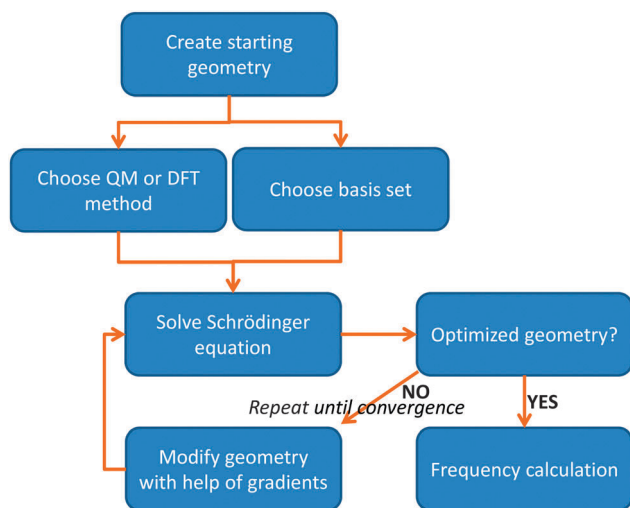 Create starting
geometry
Choose QM or DFT
method
Choose basis set
Solve Schrödinger
equation
Optimized geometry?
NO
Repeat until convergence
YES
Modify geometry
with help of gradients
Frequency calculation